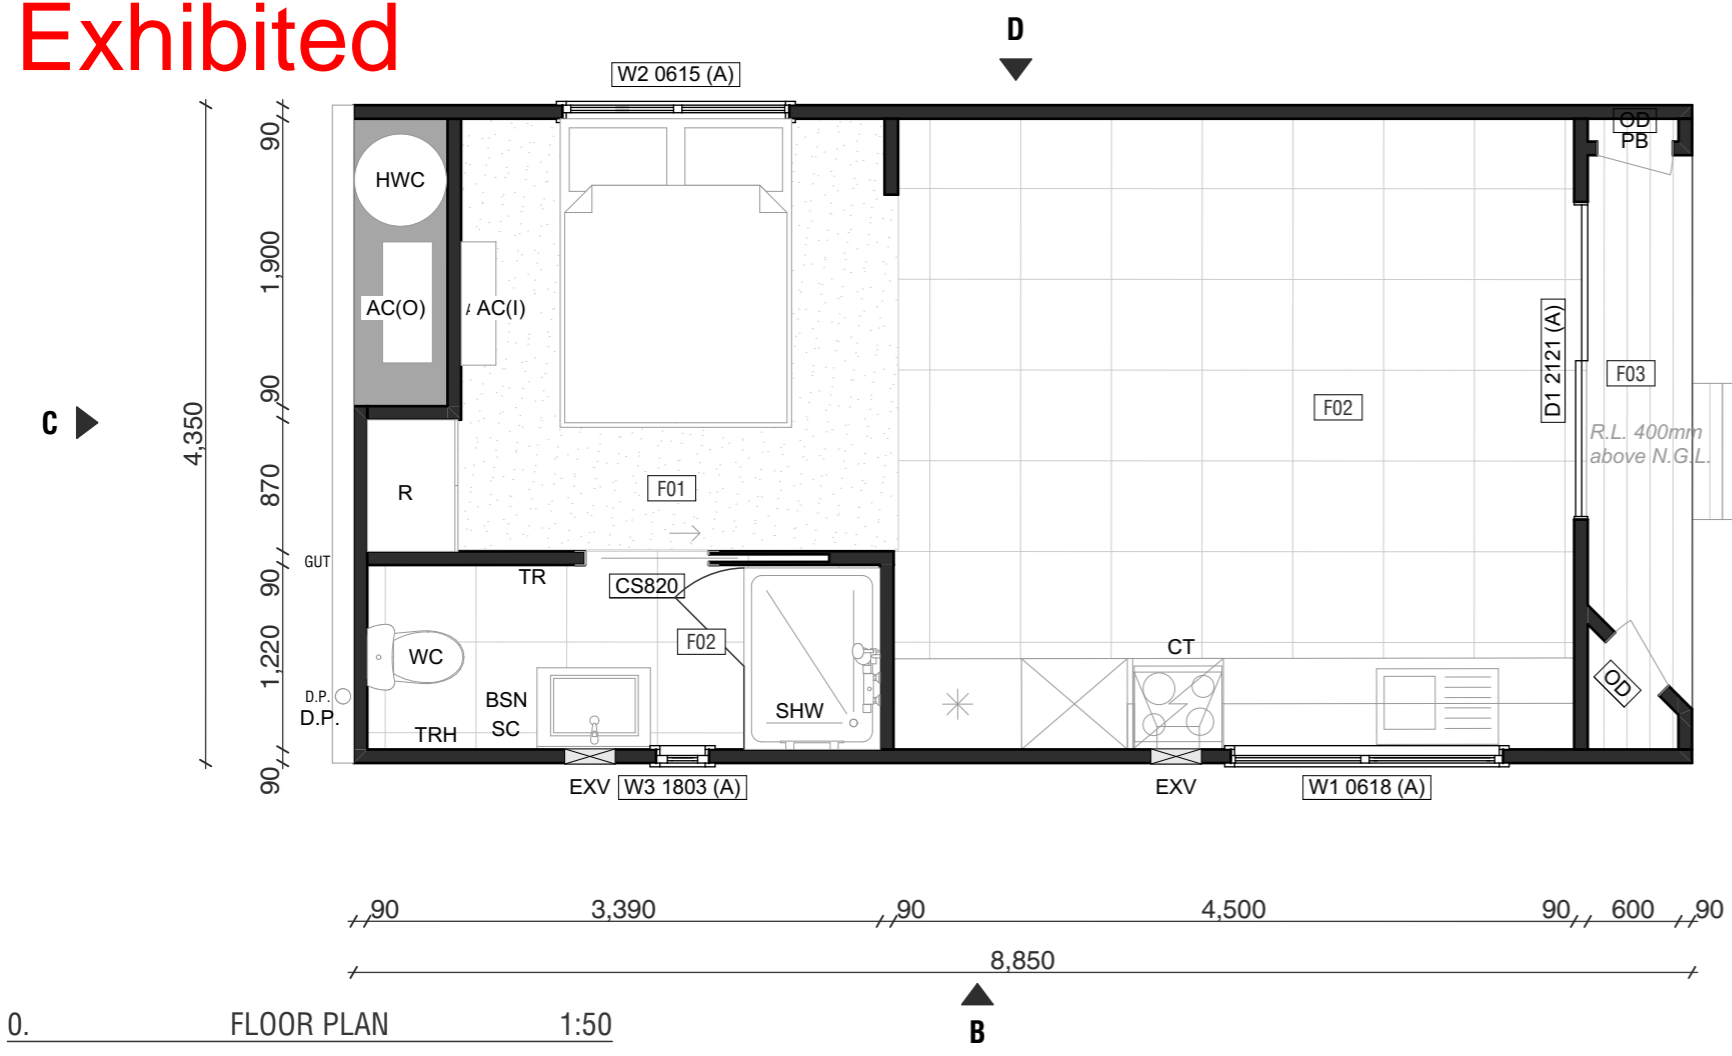 Exhibited
D
W2 0615 (A)
90
OD
PB
HWC
1,900
AC(O)
AC(I)
D1 2121 (A)
F03
90
F02
C
4,350
R.L. 400mm
above N.G.L.
870
R
F01
GUT
90
TR
CS820
F02
1,220
WC
CT
D.P.
D.P.
BSN
SC
TRH
SHW
OD
90
EXV
W3 1803 (A)
EXV
W1 0618 (A)
90
3,390
90
4,500
90
600
90
8,850
B
0.
FLOOR PLAN
1:50